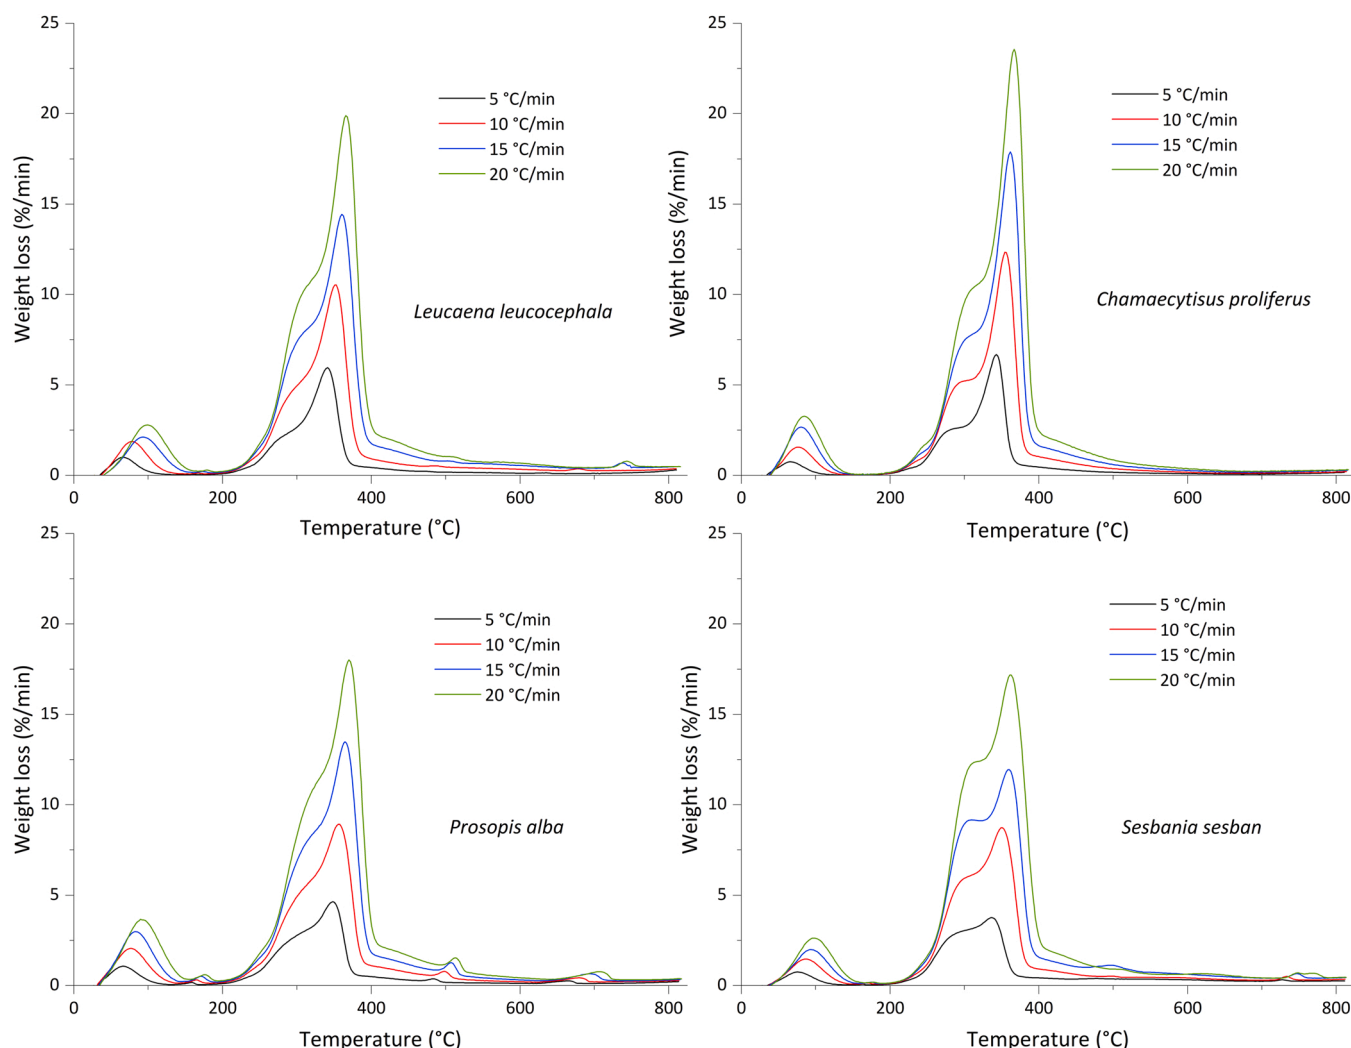 25
20
15
10
5
0
Weight loss (%/min)
5 °C/min
10 °C/min
15 °C/min
20 °C/min
Leucaena leucocephala
0 200 400 600 800
Temperature (°C)
25
20
15
10
5
0
Weight loss (%/min)
5 °C/min
10 °C/min
15 °C/min
20 °C/min
Chamaecytisus proliferus
0 200 400 600 800
Temperature (°C)
25
20
15
10
5
0
Weight loss (%/min)
5 °C/min
10 °C/min
15 °C/min
20 °C/min
Prosopis alba
0 200 400 600 800
Temperature (°C)
25
20
15
10
5
0
Weight loss (%/min)
5 °C/min
10 °C/min
15 °C/min
20 °C/min
Sesbania sesban
0 200 400 600 800
Temperature (°C)